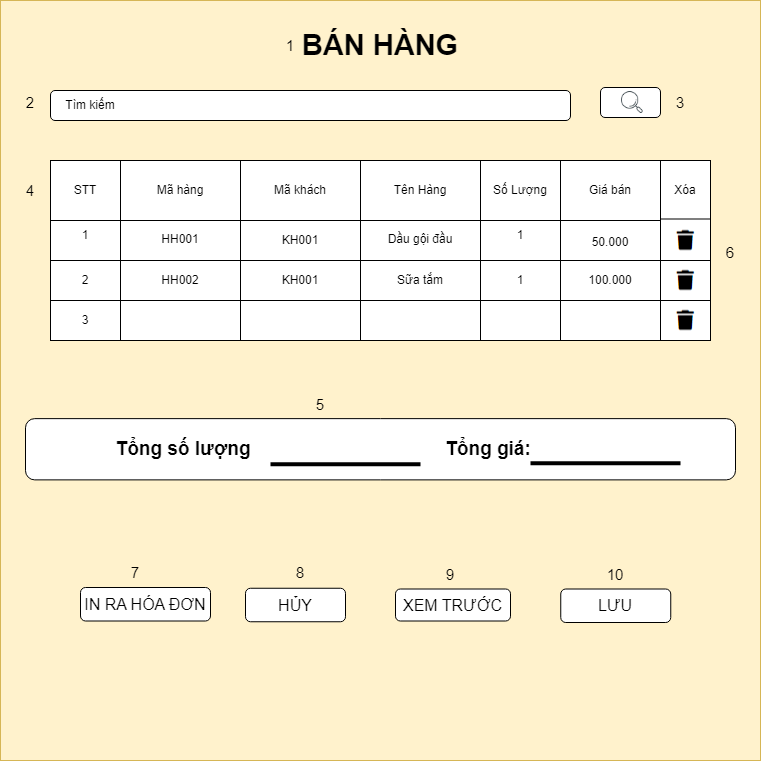 1 BÁN HÀNG
2 Tìm kiếm 3
4 STT Mã hàng Mã khách Tên Hàng Số Lượng Giá bán Xóa
1 HH001 KH001 Dầu gội đầu 1 50.000
6
2 HH002 KH001 Sữa tắm 1 100.000
3
5
Tổng số lượng Tổng giá:
7 8 9 10
IN RA HÓA ĐƠN HỦY XEM TRƯỚC LƯU